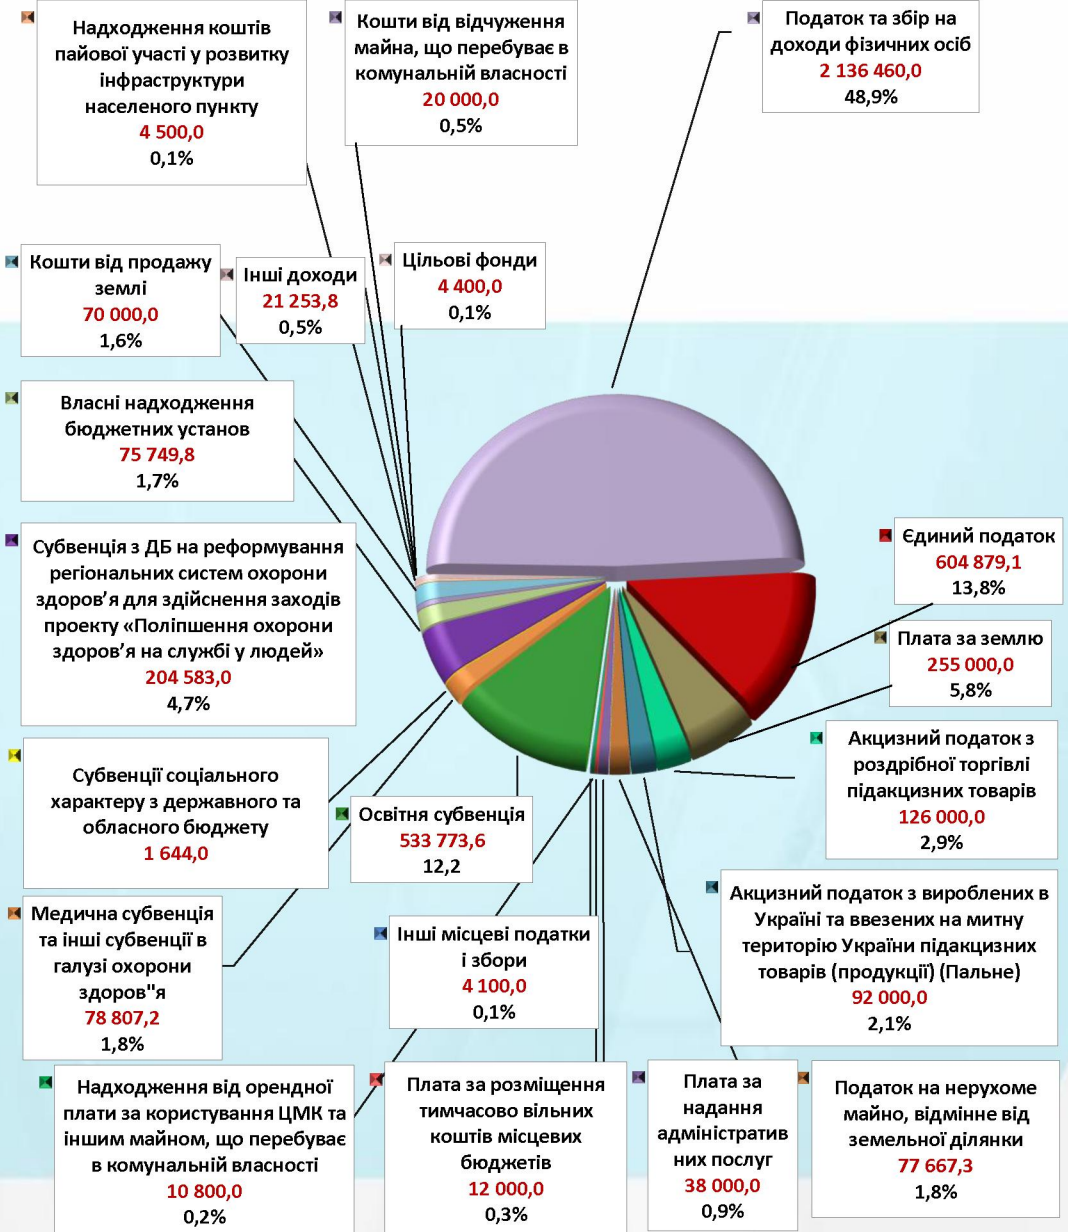 Надходження коштів
пайової участі у розвитку
інфраструктури
населеного пункту
4 500,0
0,1%
Кошти від відчуження
майна, що перебуває в
комунальній власності
20 000,0
0,5%
Податок та збір на
доходи фізичних осіб
2 136 460,0
48,9%
Кошти від продажу
землі
70 000,0
1,6%
Інші доходи
21 253,8
0,5%
Цільові фонди
4 400,0
0,1%
Власні надходження
бюджетних установ
75 749,8
1,7%
Субвенція з ДБ на реформування
регіональних систем охорони
здоров’я для здійснення заходів
проекту «Поліпшення охорони
здоров’я на службі у людей»
204 583,0
4,7%
Єдиний податок
604 879,1
13,8%
Плата за землю
255 000,0
5,8%
Акцизний податок з
роздрібної торгівлі
підакцизних товарів
126 000,0
2,9%
Субвенції соціального
характеру з державного та
обласного бюджету
1 644,0
Освітня субвенція
533 773,6
12,2
Акцизний податок з вироблених в
Україні та ввезених на митну
територію України підакцизних
товарів (продукції) (Пальне)
92 000,0
2,1%
Медична субвенція
та інші субвенції в
галузі охорони
здоров"я
78 807,2
1,8%
Інші місцеві податки
і збори
4 100,0
0,1%
Надходження від орендної
плати за користування ЦМК та
іншим майном, що перебуває
в комунальній власності
10 800,0
0,2%
Плата за розміщення
тимчасово вільних
коштів місцевих
бюджетів
12 000,0
0,3%
Плата за
надання
адміністратив
них послуг
38 000,0
0,9%
Податок на нерухоме
майно, відмінне від
земельної ділянки
77 667,3
1,8%